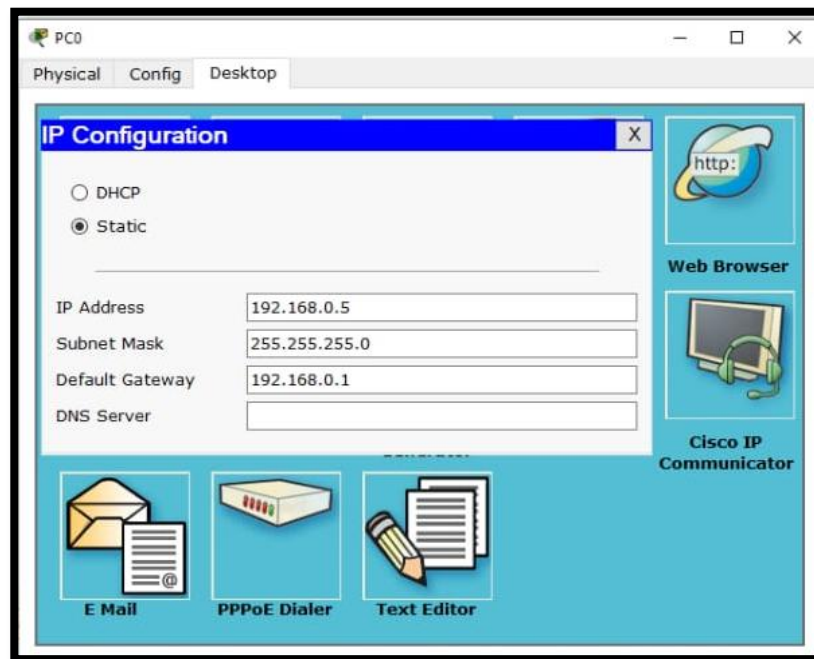 PC0
Physical Config Desktop
IP Configuration X
DHCP
Static
IP Address 192.168.0.5
Subnet Mask 255.255.255.0
Default Gateway 192.168.0.1
DNS Server
http:
Web Browser
Cisco IP
Communicator
@
E Mail PPPoE Dialer Text Editor